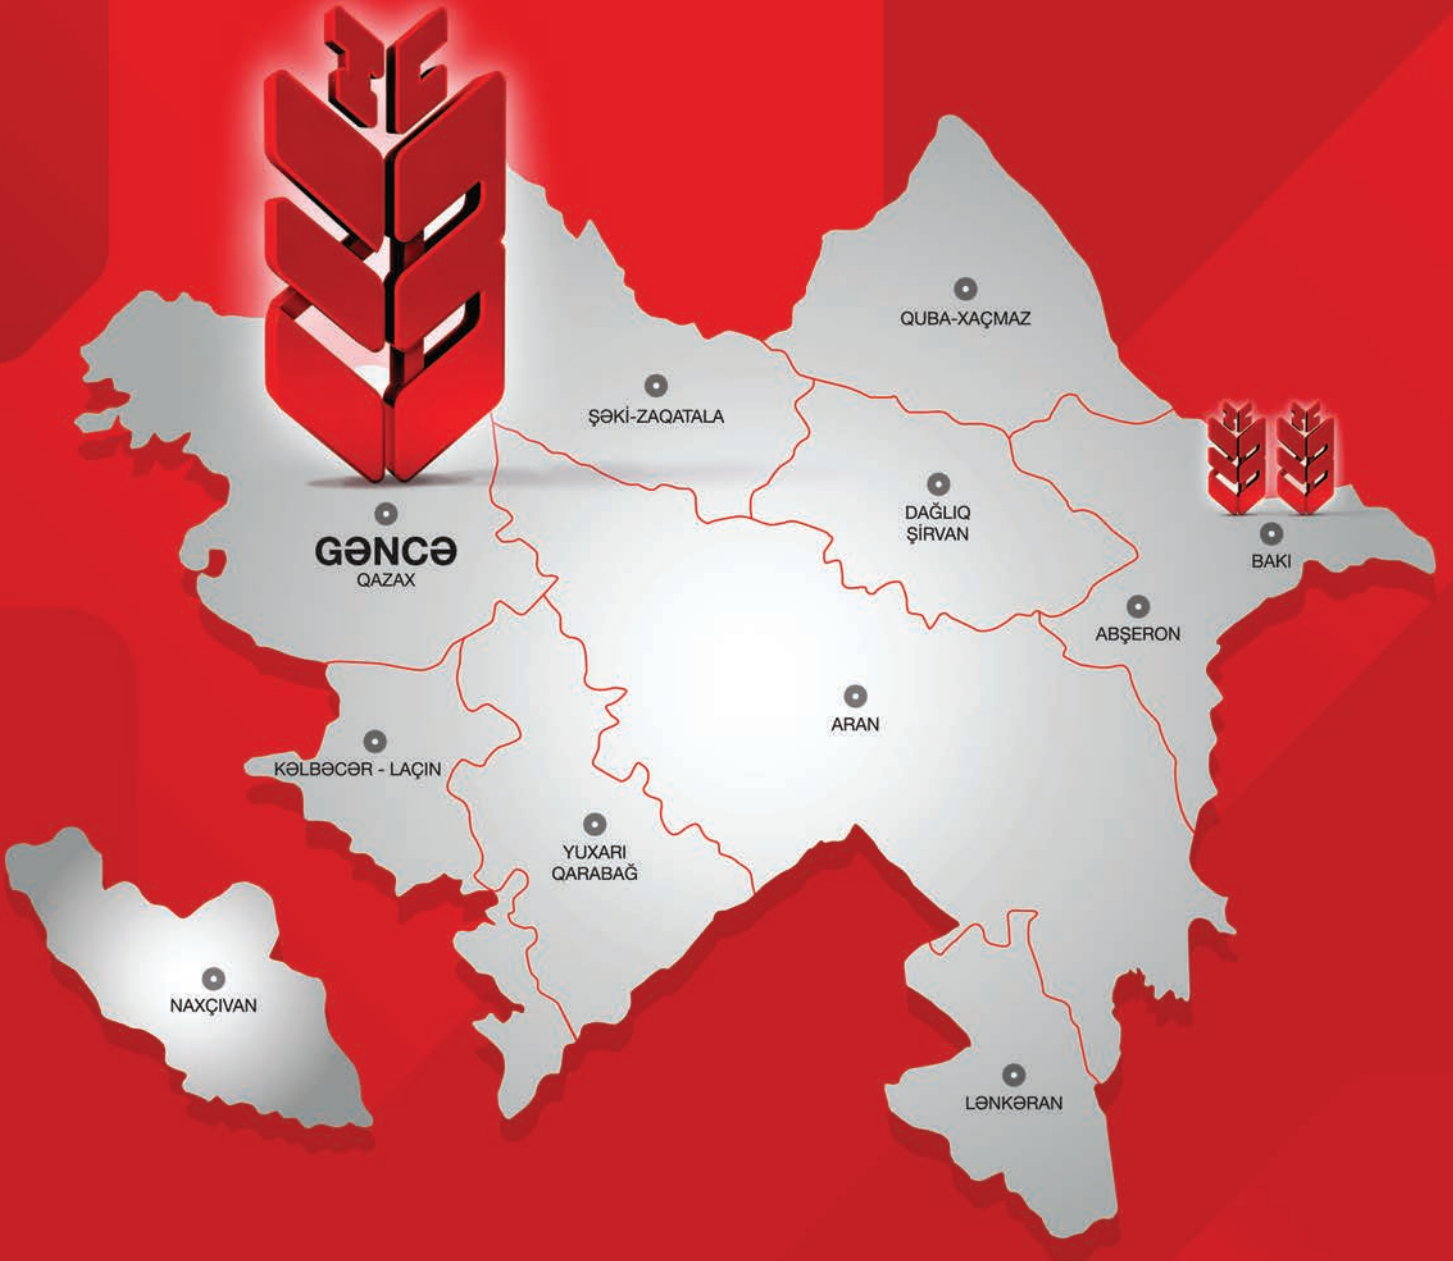 QUBA-XAÇMAZ
ŞƏKİ-ZAQATALA
DAĞLIQ
ŞİRVAN
GƏNCƏ
QAZAX
BAKI
ABŞERON
ARAN
KƏLBƏCƏR - LAÇIN
YUXARI
QARABAĞ
NAXÇIVAN
LƏNKƏRAN